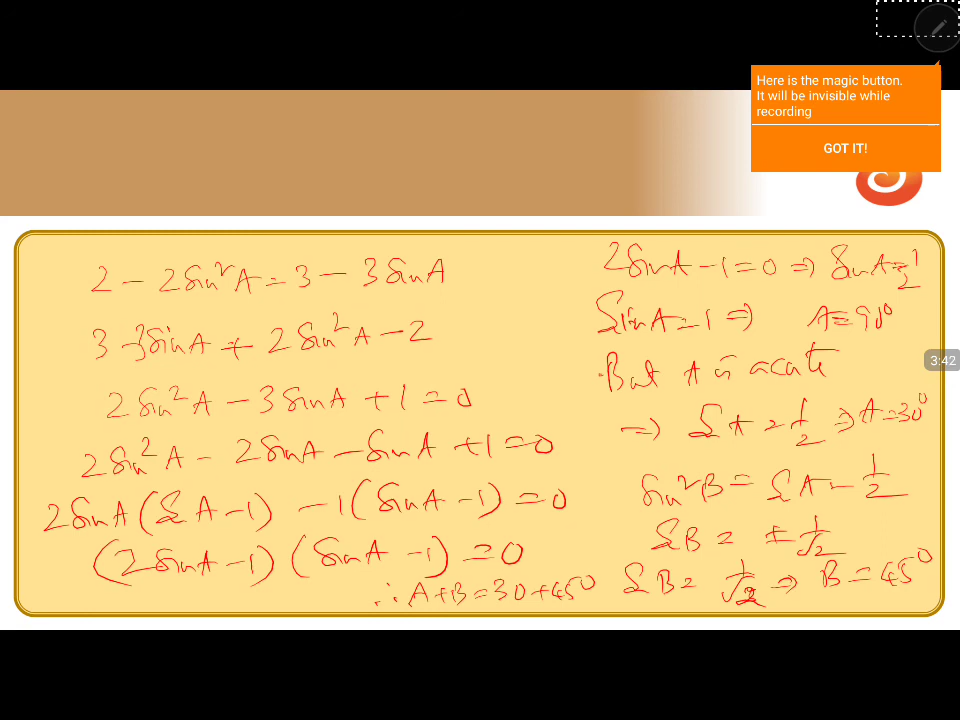 Here is the magic button.
It will be invisible while
recording
GOT IT!
3:42
2 - 2Sin²A = 3 - 3SinA
3 - 3SinA + 2Sin²A - 2
2Sin²A - 3SinA + 1 = 0
2Sin²A - 2SinA - SinA + 1 = 0
2SinA(SA - 1) - 1(SinA - 1) = 0
(2SinA - 1)(SinA - 1) = 0
∴ A + B = 30 + 45°
2SinA - 1 = 0 ⇒ SinA = 1/2
SinA = 1 ⇒ A = 90°
But A is acute
⇒ SA = 1/2 ⇒ A = 30°
Sin²B = SA = 1/2
SB = ± 1/√2
SB = 1/√2 ⇒ B = 45°